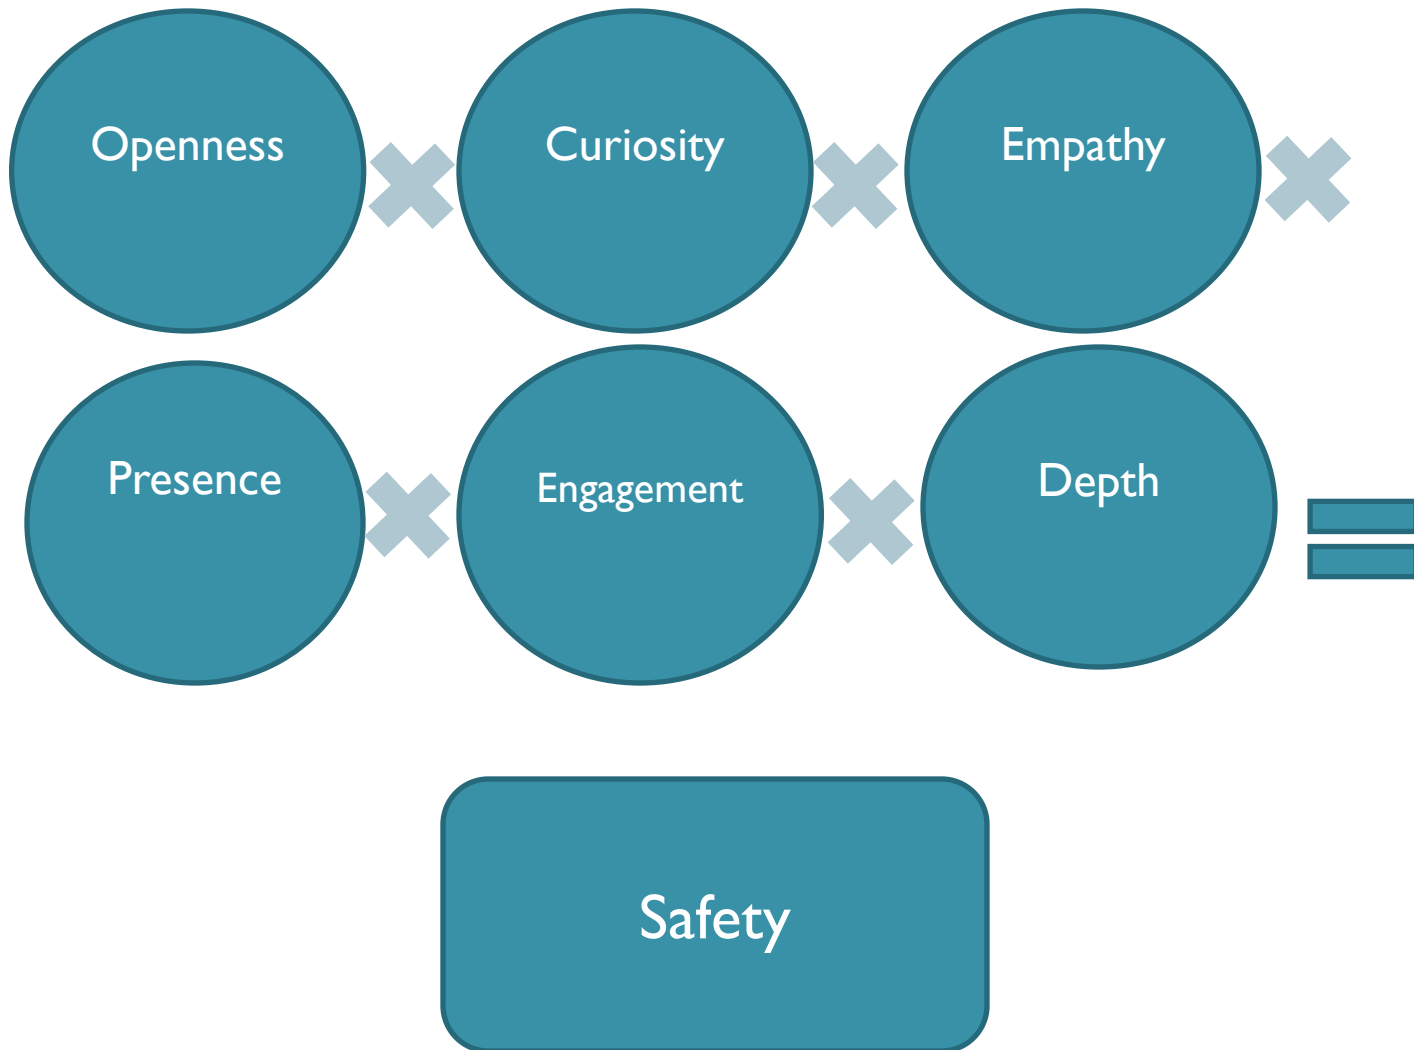 Openness
Curiosity
Empathy
Presence
Engagement
Depth
Safety